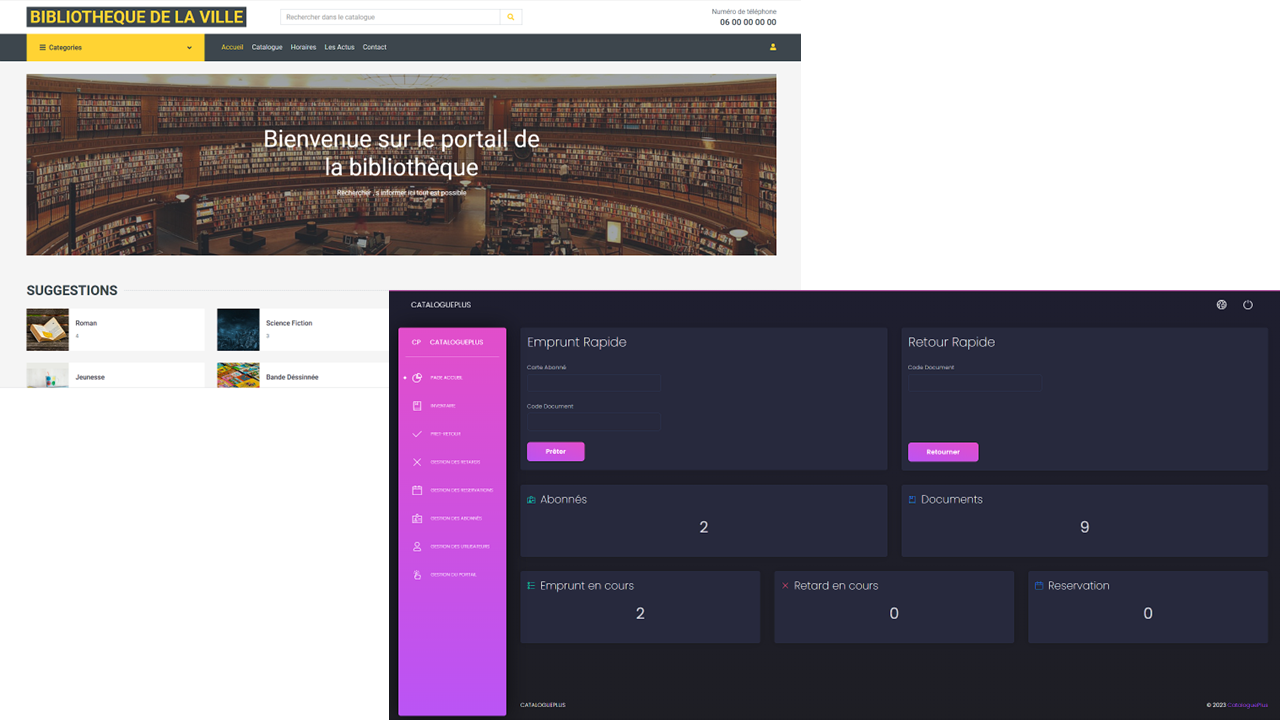 BIBLIOTHEQUE DE LA VILLE
Rechercher dans le catalogue
Numéro de téléphone
06 00 00 00 00
Categories
Accueil
Catalogue
Horaires
Les Actus
Contact
Bienvenue sur le portail de
la bibliothèque
Rechercher , s'informer ici tout est possible
SUGGESTIONS
Roman
4
Science Fiction
3
Jeunesse
Bande Déssinnée
CATALOGUEPLUS
CP CATALOGUEPLUS
PAGE ACCUEIL
INVENTAIRE
PRET-RETOUR
GESTION DES RETARDS
GESTION DES RESERVATIONS
GESTION DES ABONNÉS
GESTION DES UTILISATEURS
GESTION DU PORTAIL
Emprunt Rapide
Carte Abonné
Code Document
Prêter
Retour Rapide
Code Document
Retourner
Abonnés
2
Documents
9
Emprunt en cours
2
Retard en cours
0
Reservation
0
CATALOGUEPLUS
© 2023 CataloguePlus